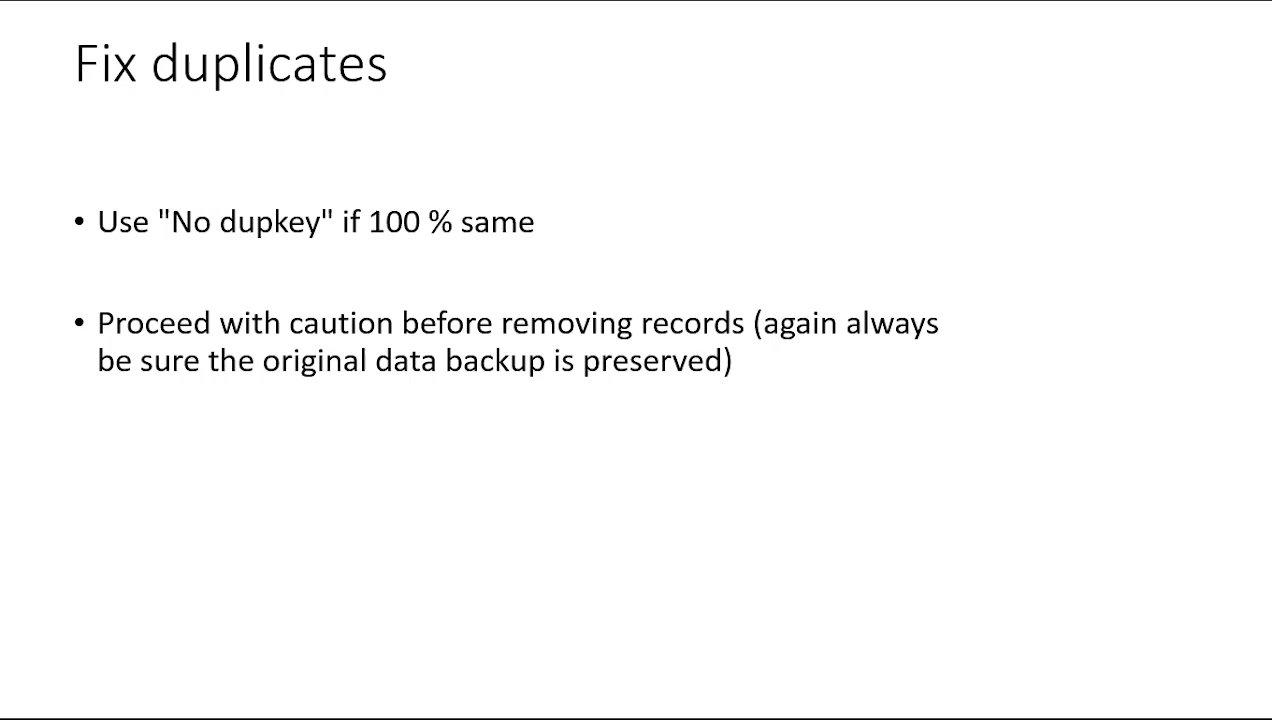 Fix duplicates
• Use "No dupkey" if 100 % same
• Proceed with caution before removing records (again always
be sure the original data backup is preserved)